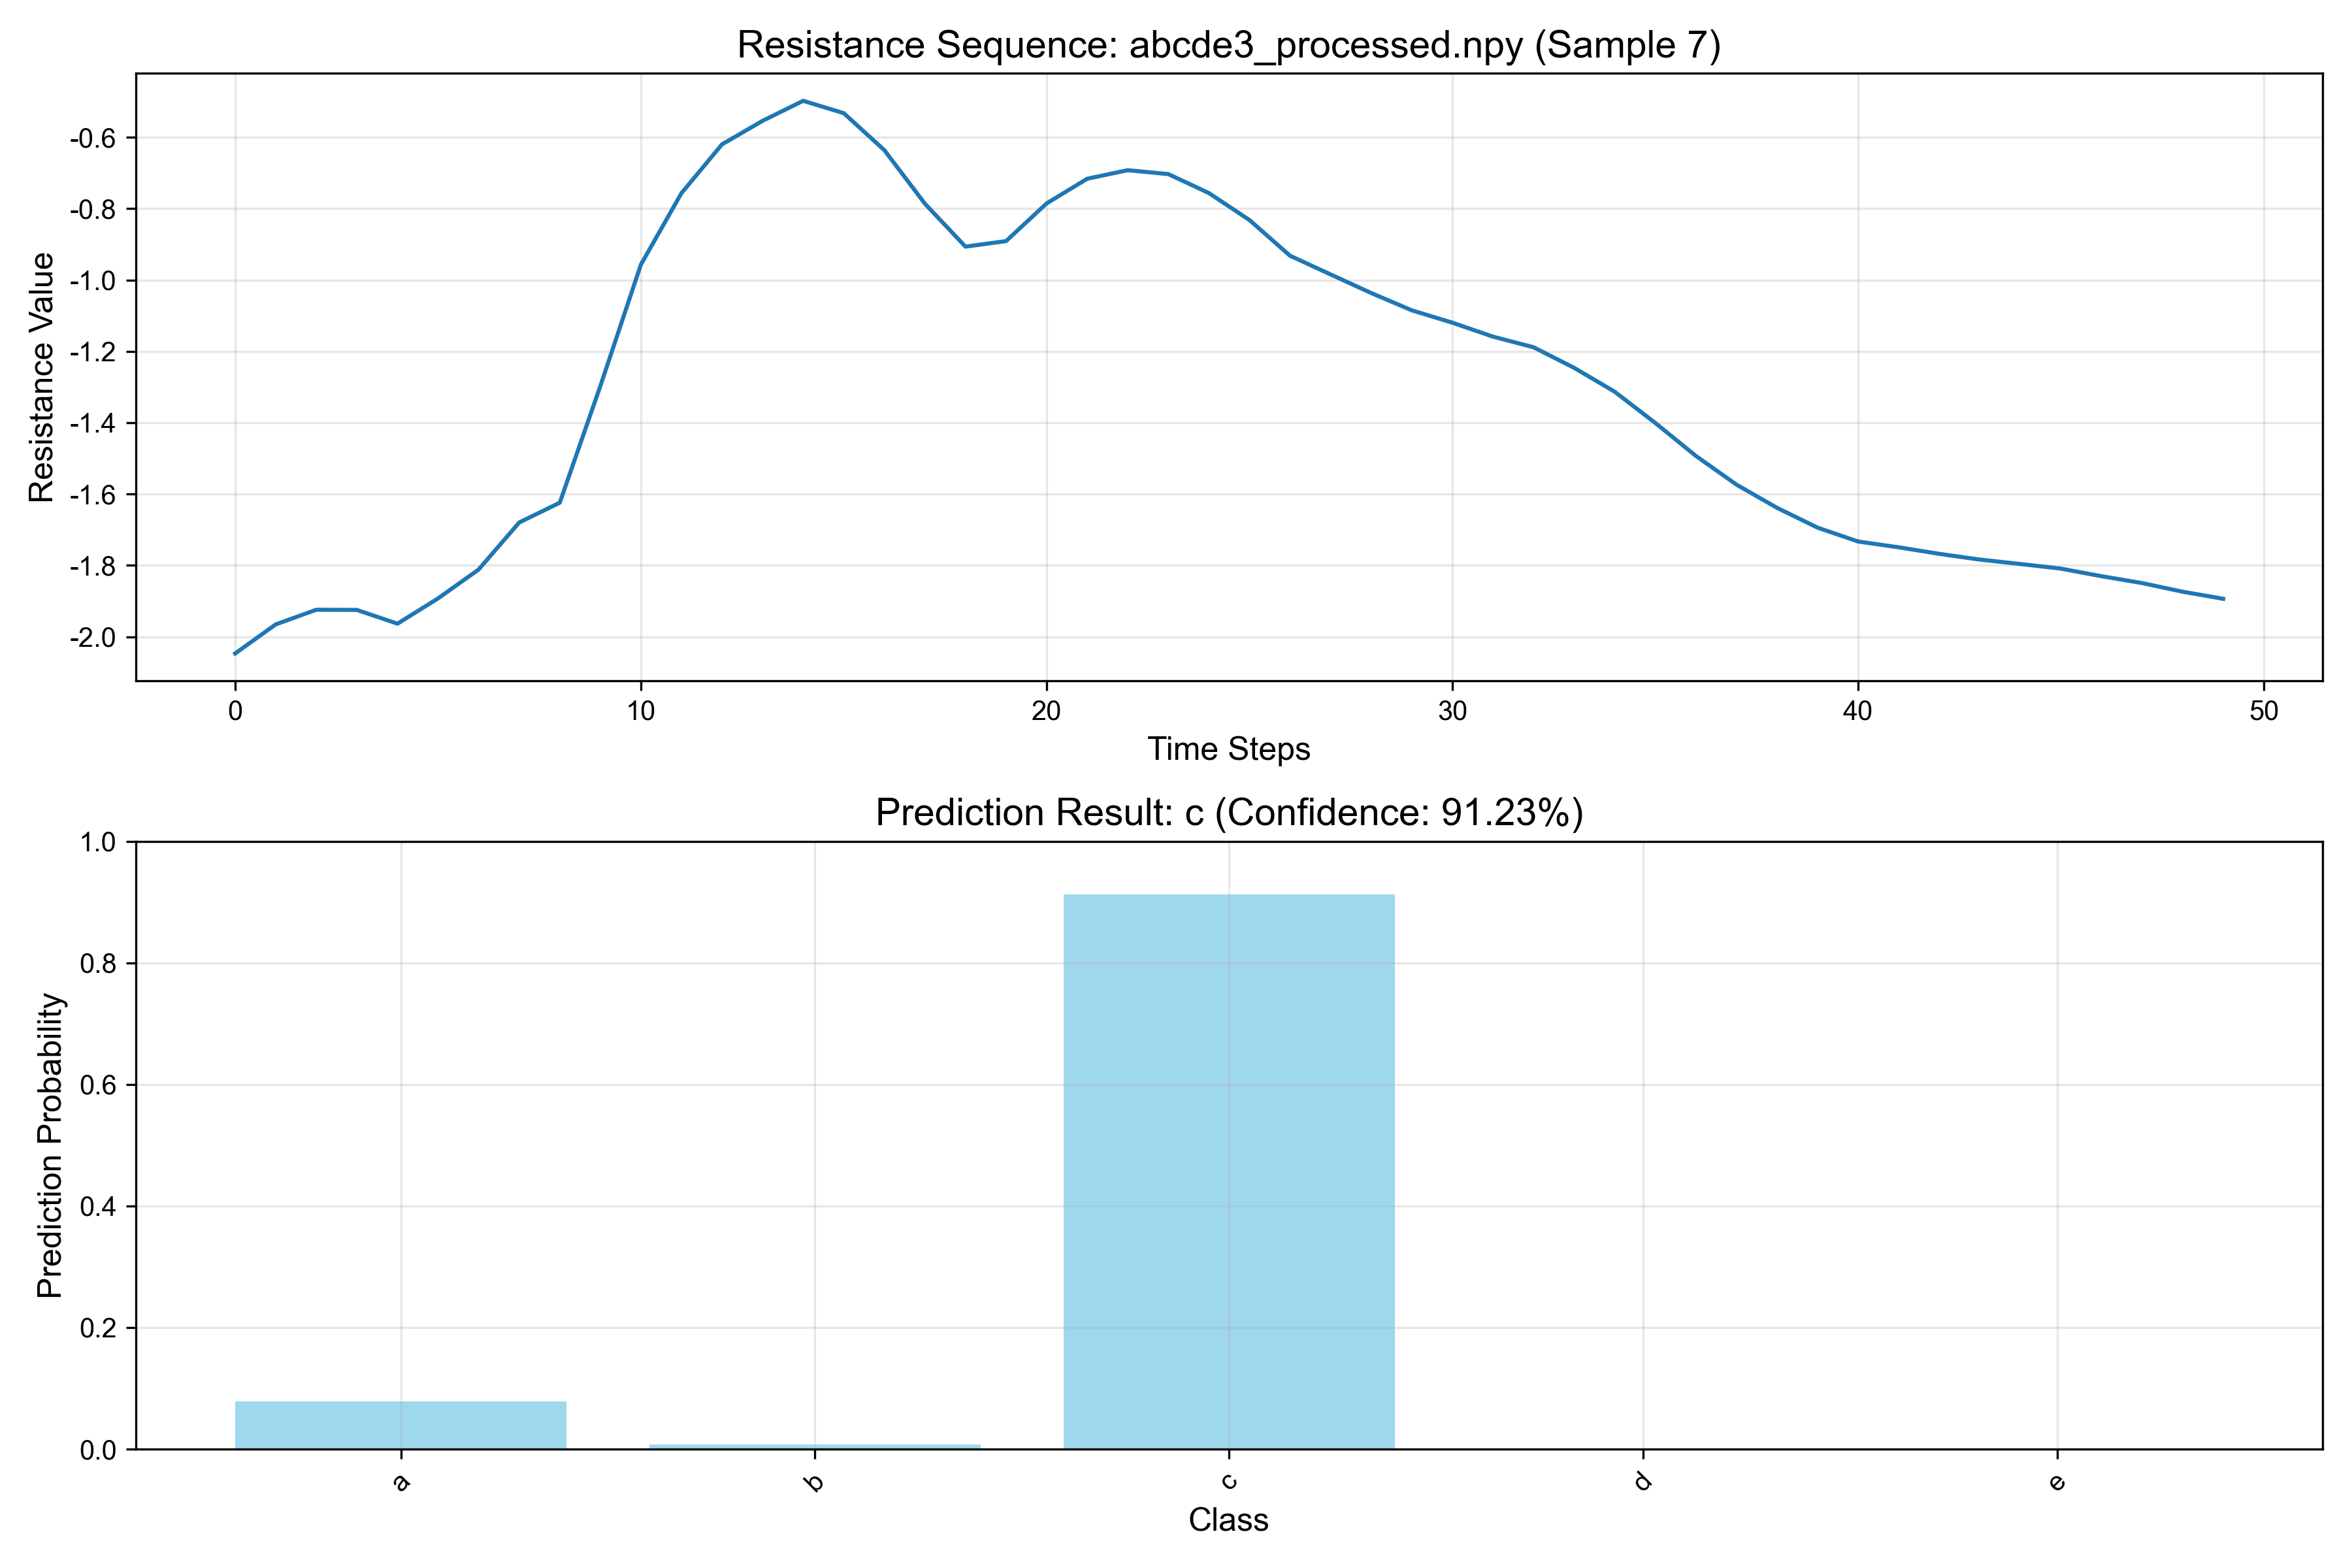 Resistance Sequence: abcde3_processed.npy (Sample 7)
Resistance Value
-0.6
-0.8
-1.0
-1.2
-1.4
-1.6
-1.8
-2.0
0 10 20 30 40 50
Time Steps
Prediction Result: c (Confidence: 91.23%)
Prediction Probability
1.0
0.8
0.6
0.4
0.2
0.0
a b c d e
Class